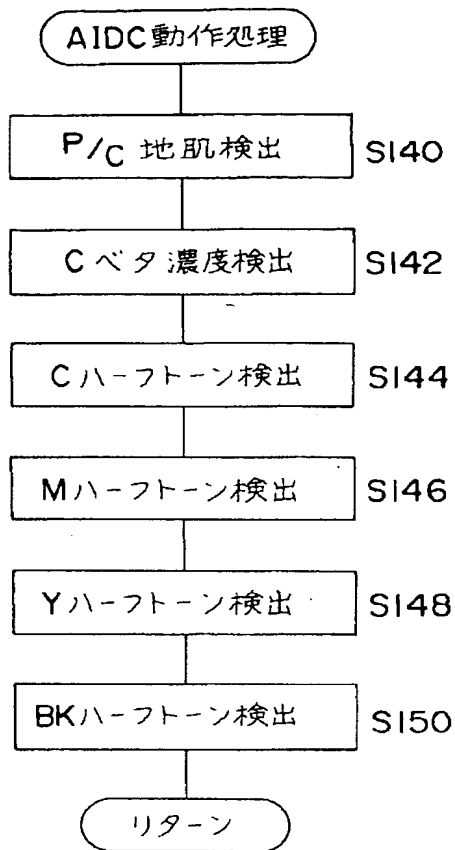 AIDC動作処理
P/C 地肌検出 S140
Cベタ濃度検出 S142
Cハーフトーン検出 S144
Mハーフトーン検出 S146
Yハーフトーン検出 S148
BKハーフトーン検出 S150
リターン